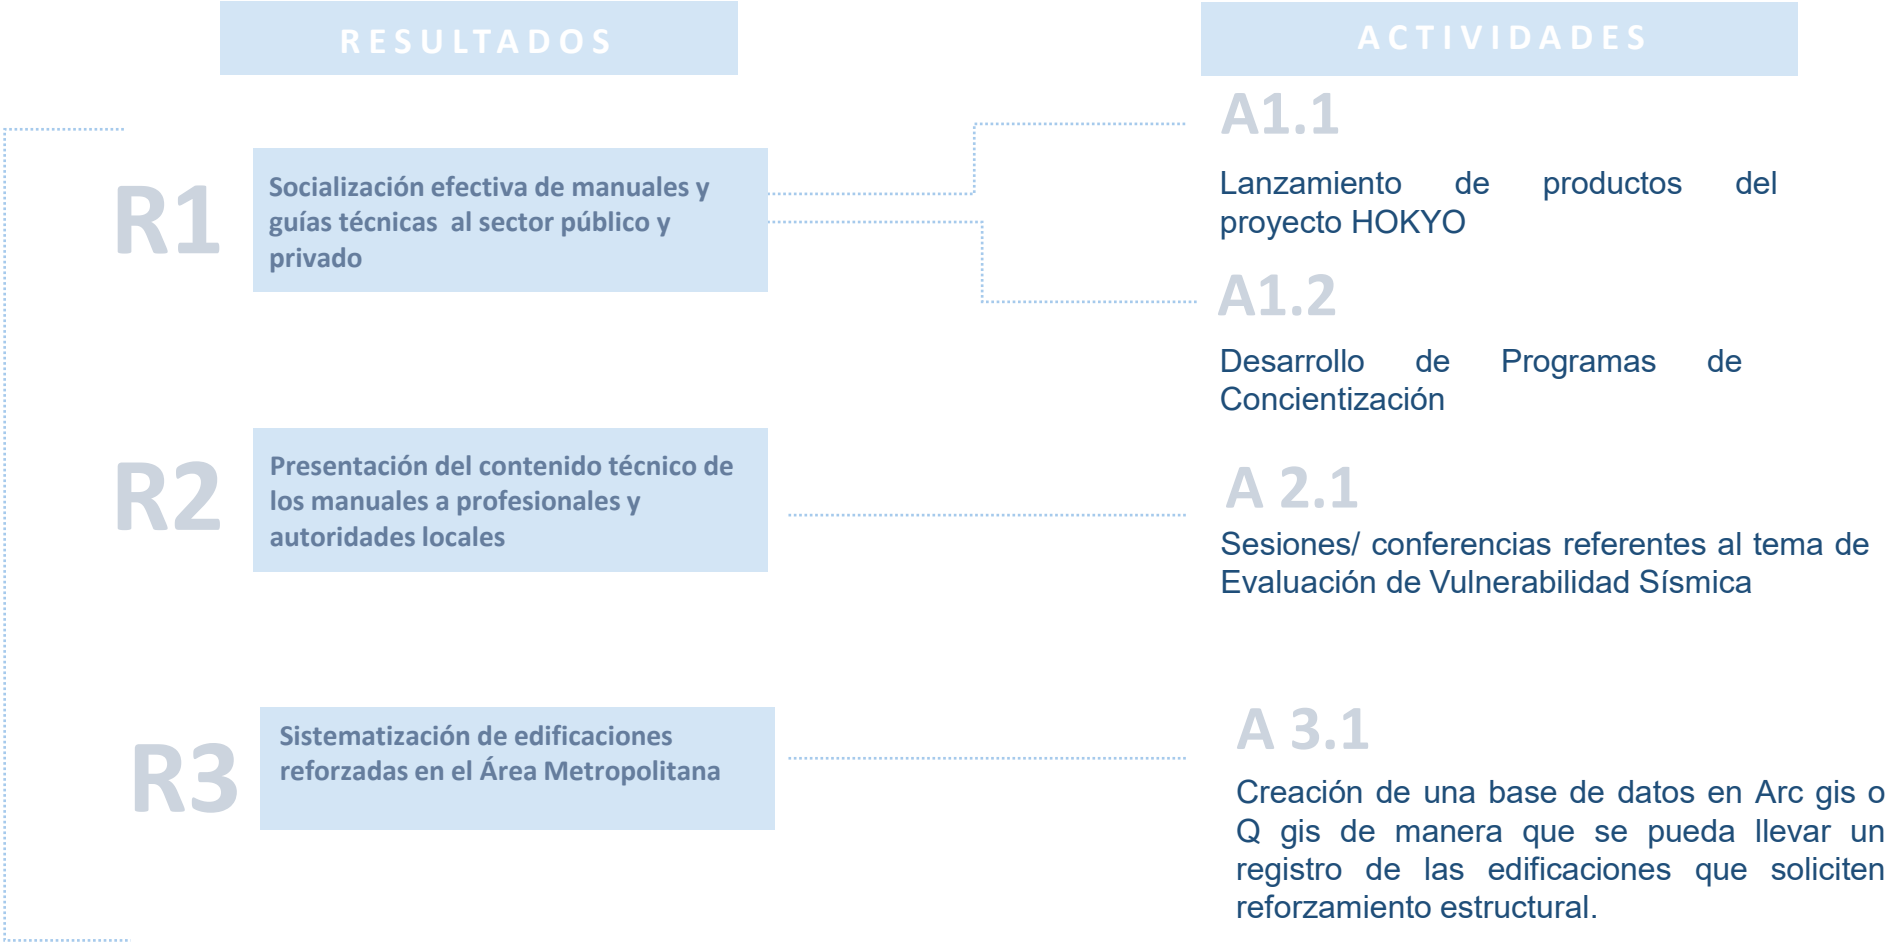 RESULTADOS
ACTIVIDADES
R1
Socialización efectiva de manuales y
guías técnicas al sector público y
privado
A1.1
Lanzamiento de productos del
proyecto HOKYO
A1.2
Desarrollo de Programas de
Concientización
R2
Presentación del contenido técnico de
los manuales a profesionales y
autoridades locales
A 2.1
Sesiones/ conferencias referentes al tema de
Evaluación de Vulnerabilidad Sísmica
R3
Sistematización de edificaciones
reforzadas en el Área Metropolitana
A 3.1
Creación de una base de datos en Arc gis o
Q gis de manera que se pueda llevar un
registro de las edificaciones que soliciten
reforzamiento estructural.